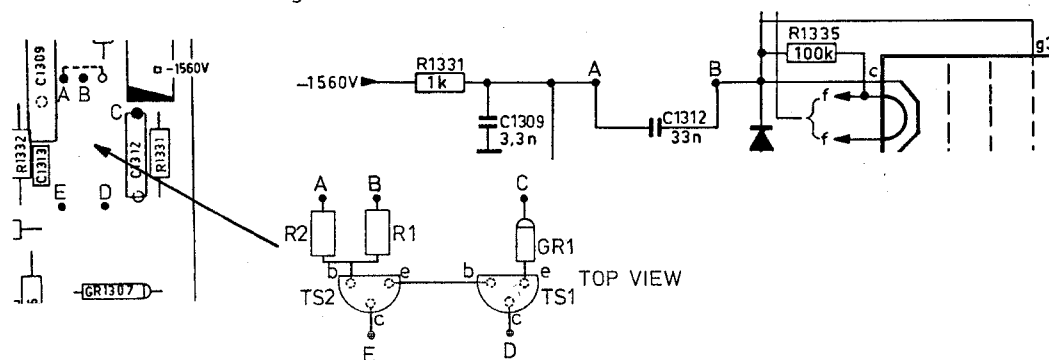 C1309
A B
-1560V
C
R1332
C1313
C1312
R1331
E D
GR1307
-1560V
R1331
1k
C1309
3,3n
A
B
C1312
33n
R1335
100k
c
g3
f
f
A B C
R2 R1 GR1
b e b e
TOP VIEW
TS2 TS1
c c
E D